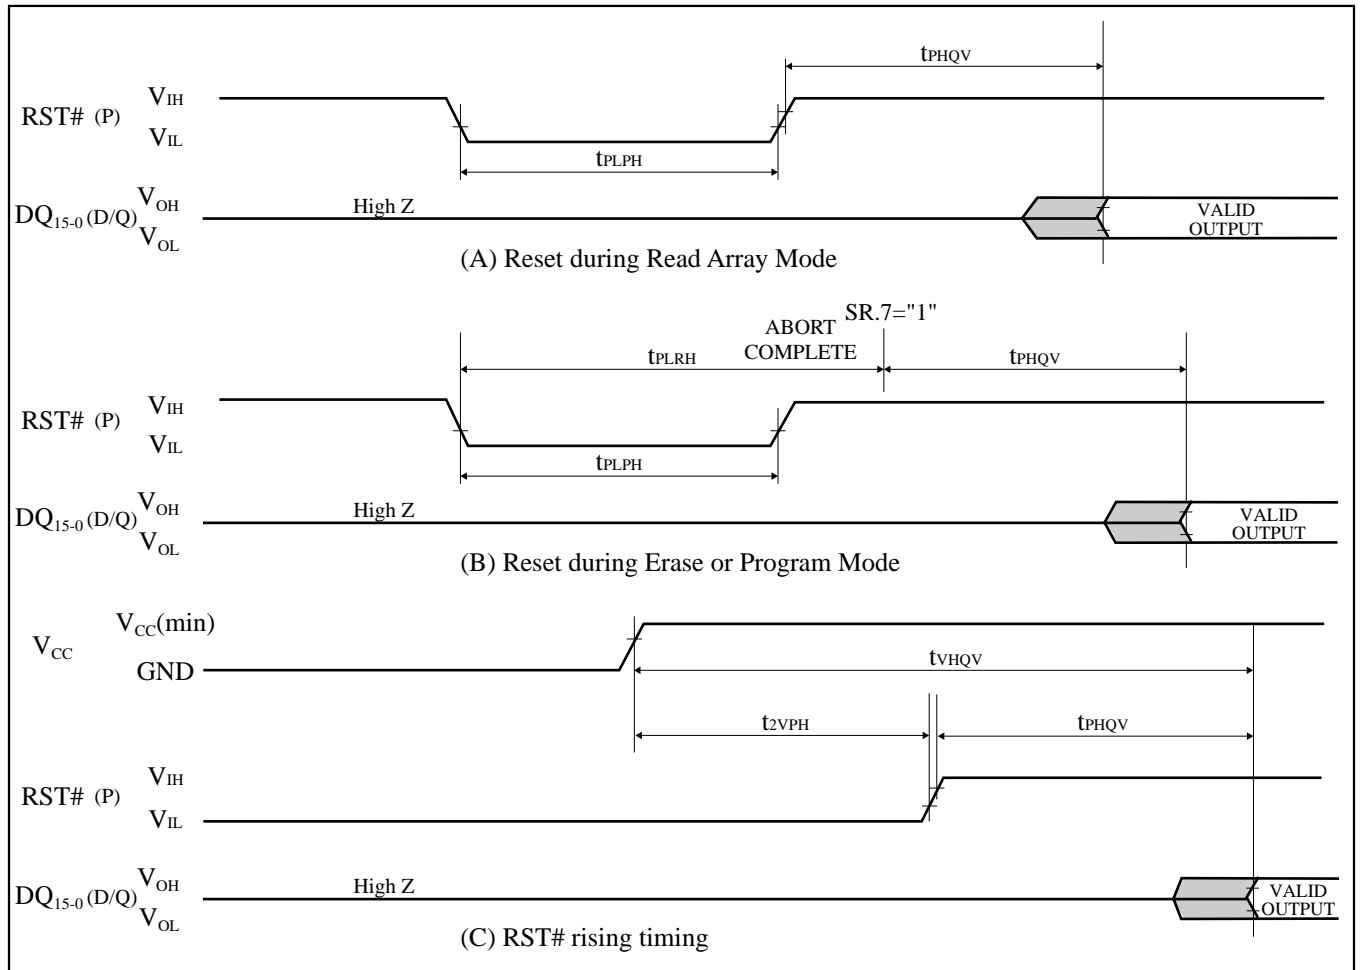 tPHQV
VIH
RST# (P)
VIL
tPLPH
VOH
DQ15-0 (D/Q)
High Z
VALID
OUTPUT
VOL
(A) Reset during Read Array Mode
SR.7="1"
ABORT
COMPLETE
tPLRH
tPHQV
VIH
RST# (P)
VIL
tPLPH
VOH
DQ15-0 (D/Q)
High Z
VALID
OUTPUT
VOL
(B) Reset during Erase or Program Mode
VCC(min)
VCC
GND
tVHQV
t2VPH
tPHQV
VIH
RST# (P)
VIL
VOH
DQ15-0 (D/Q)
High Z
VALID
OUTPUT
VOL
(C) RST# rising timing